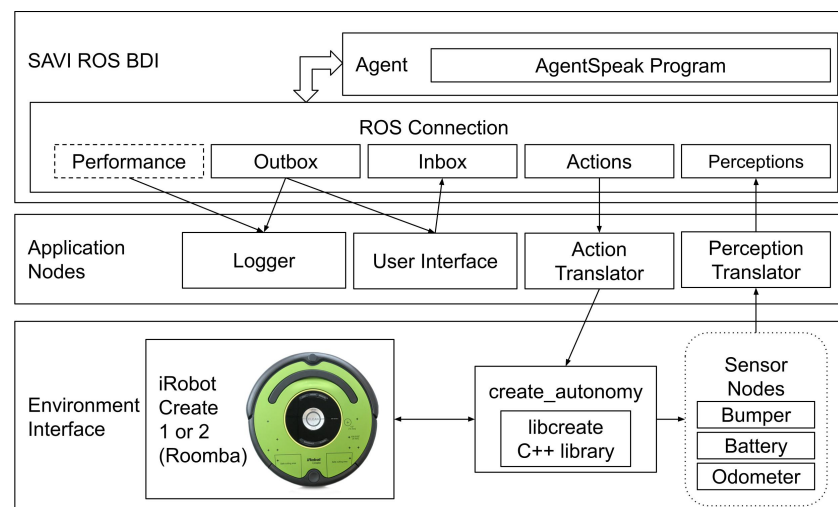 SAVI ROS BDI
Agent
AgentSpeak Program
ROS Connection
Performance
Outbox
Inbox
Actions
Perceptions
Application
Nodes
Logger
User Interface
Action
Translator
Perception
Translator
Environment
Interface
iRobot
Create
1 or 2
(Roomba)
create_autonomy
libcreate
C++ library
Sensor
Nodes
Bumper
Battery
Odometer